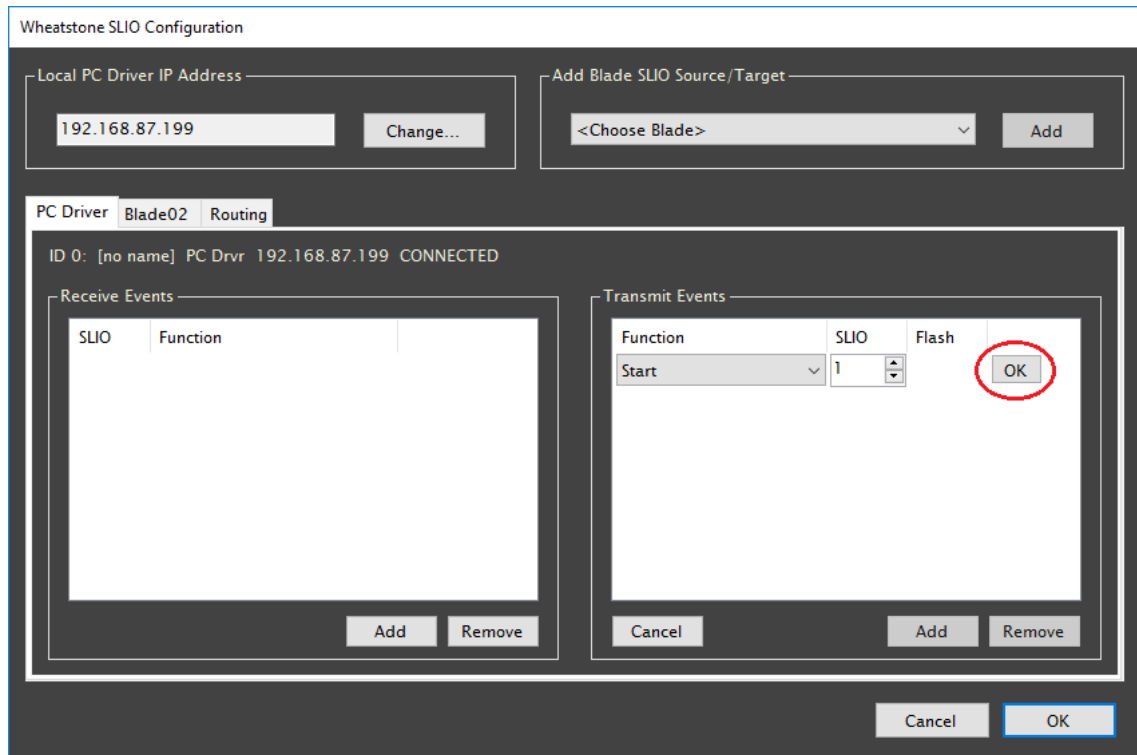 Wheatstone SLIO Configuration
Local PC Driver IP Address
192.168.87.199
Change...
Add Blade SLIO Source/Target
<Choose Blade>
Add
PC Driver Blade02 Routing
ID 0: [no name] PC Drvr 192.168.87.199 CONNECTED
Receive Events
SLIO Function
Add Remove
Transmit Events
Function SLIO Flash
Start 1 OK
Cancel Add Remove
Cancel OK